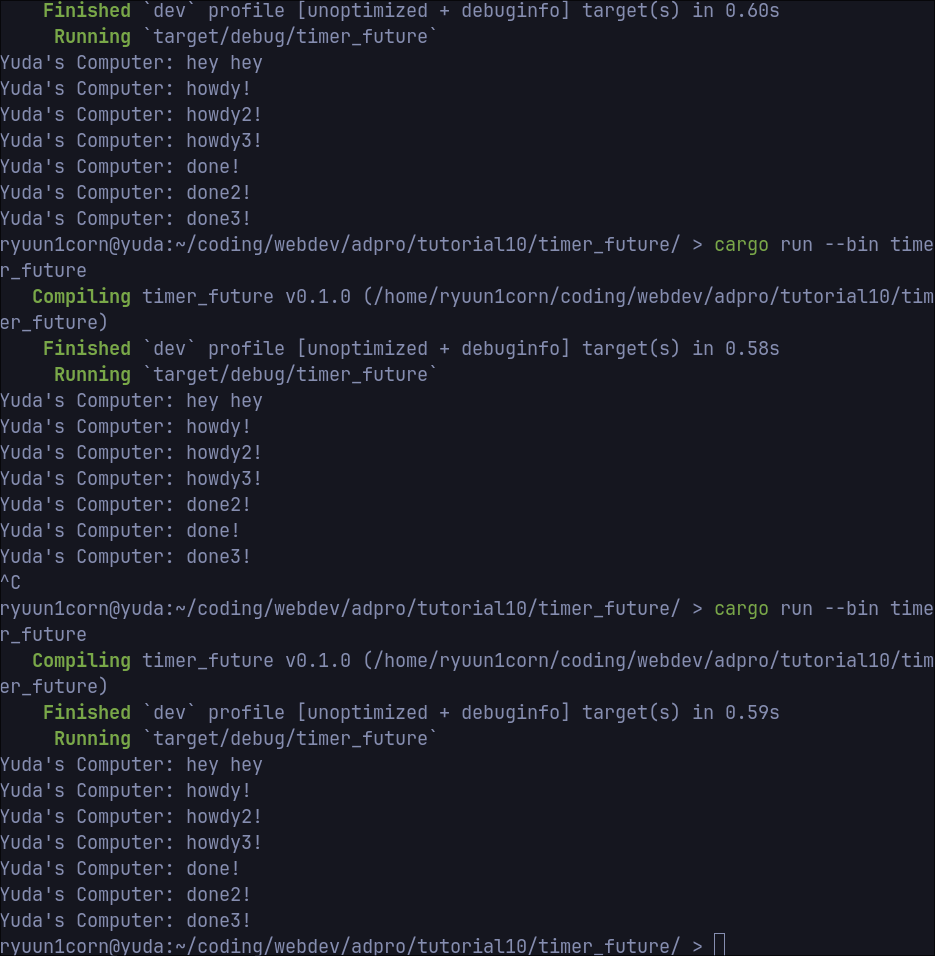 Finished `dev` profile [unoptimized + debuginfo] target(s) in 0.60s
     Running `target/debug/timer_future`
Yuda's Computer: hey hey
Yuda's Computer: howdy!
Yuda's Computer: howdy2!
Yuda's Computer: howdy3!
Yuda's Computer: done!
Yuda's Computer: done2!
Yuda's Computer: done3!
ryuun1corn@yuda:~/coding/webdev/adpro/tutorial10/timer_future/ > cargo run --bin time
r_future
   Compiling timer_future v0.1.0 (/home/ryuun1corn/coding/webdev/adpro/tutorial10/tim
er_future)
    Finished `dev` profile [unoptimized + debuginfo] target(s) in 0.58s
     Running `target/debug/timer_future`
Yuda's Computer: hey hey
Yuda's Computer: howdy!
Yuda's Computer: howdy2!
Yuda's Computer: howdy3!
Yuda's Computer: done2!
Yuda's Computer: done!
Yuda's Computer: done3!
^C
ryuun1corn@yuda:~/coding/webdev/adpro/tutorial10/timer_future/ > cargo run --bin time
r_future
   Compiling timer_future v0.1.0 (/home/ryuun1corn/coding/webdev/adpro/tutorial10/tim
er_future)
    Finished `dev` profile [unoptimized + debuginfo] target(s) in 0.59s
     Running `target/debug/timer_future`
Yuda's Computer: hey hey
Yuda's Computer: howdy!
Yuda's Computer: howdy2!
Yuda's Computer: howdy3!
Yuda's Computer: done!
Yuda's Computer: done2!
Yuda's Computer: done3!
ryuun1corn@yuda:~/coding/webdev/adpro/tutorial10/timer_future/ >